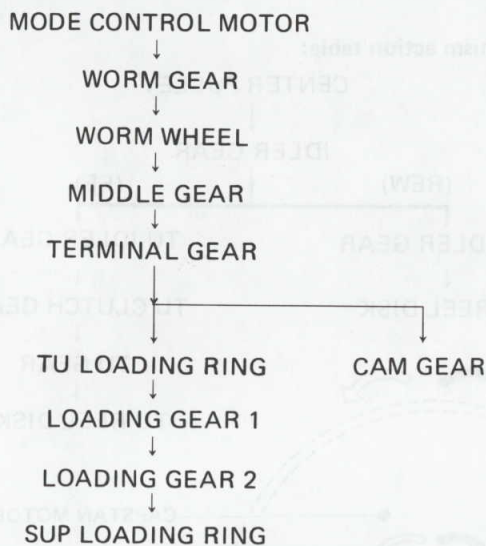 MODE CONTROL MOTOR
WORM GEAR
WORM WHEEL
MIDDLE GEAR
TERMINAL GEAR
TU LOADING RING
CAM GEAR
LOADING GEAR 1
LOADING GEAR 2
SUP LOADING RING